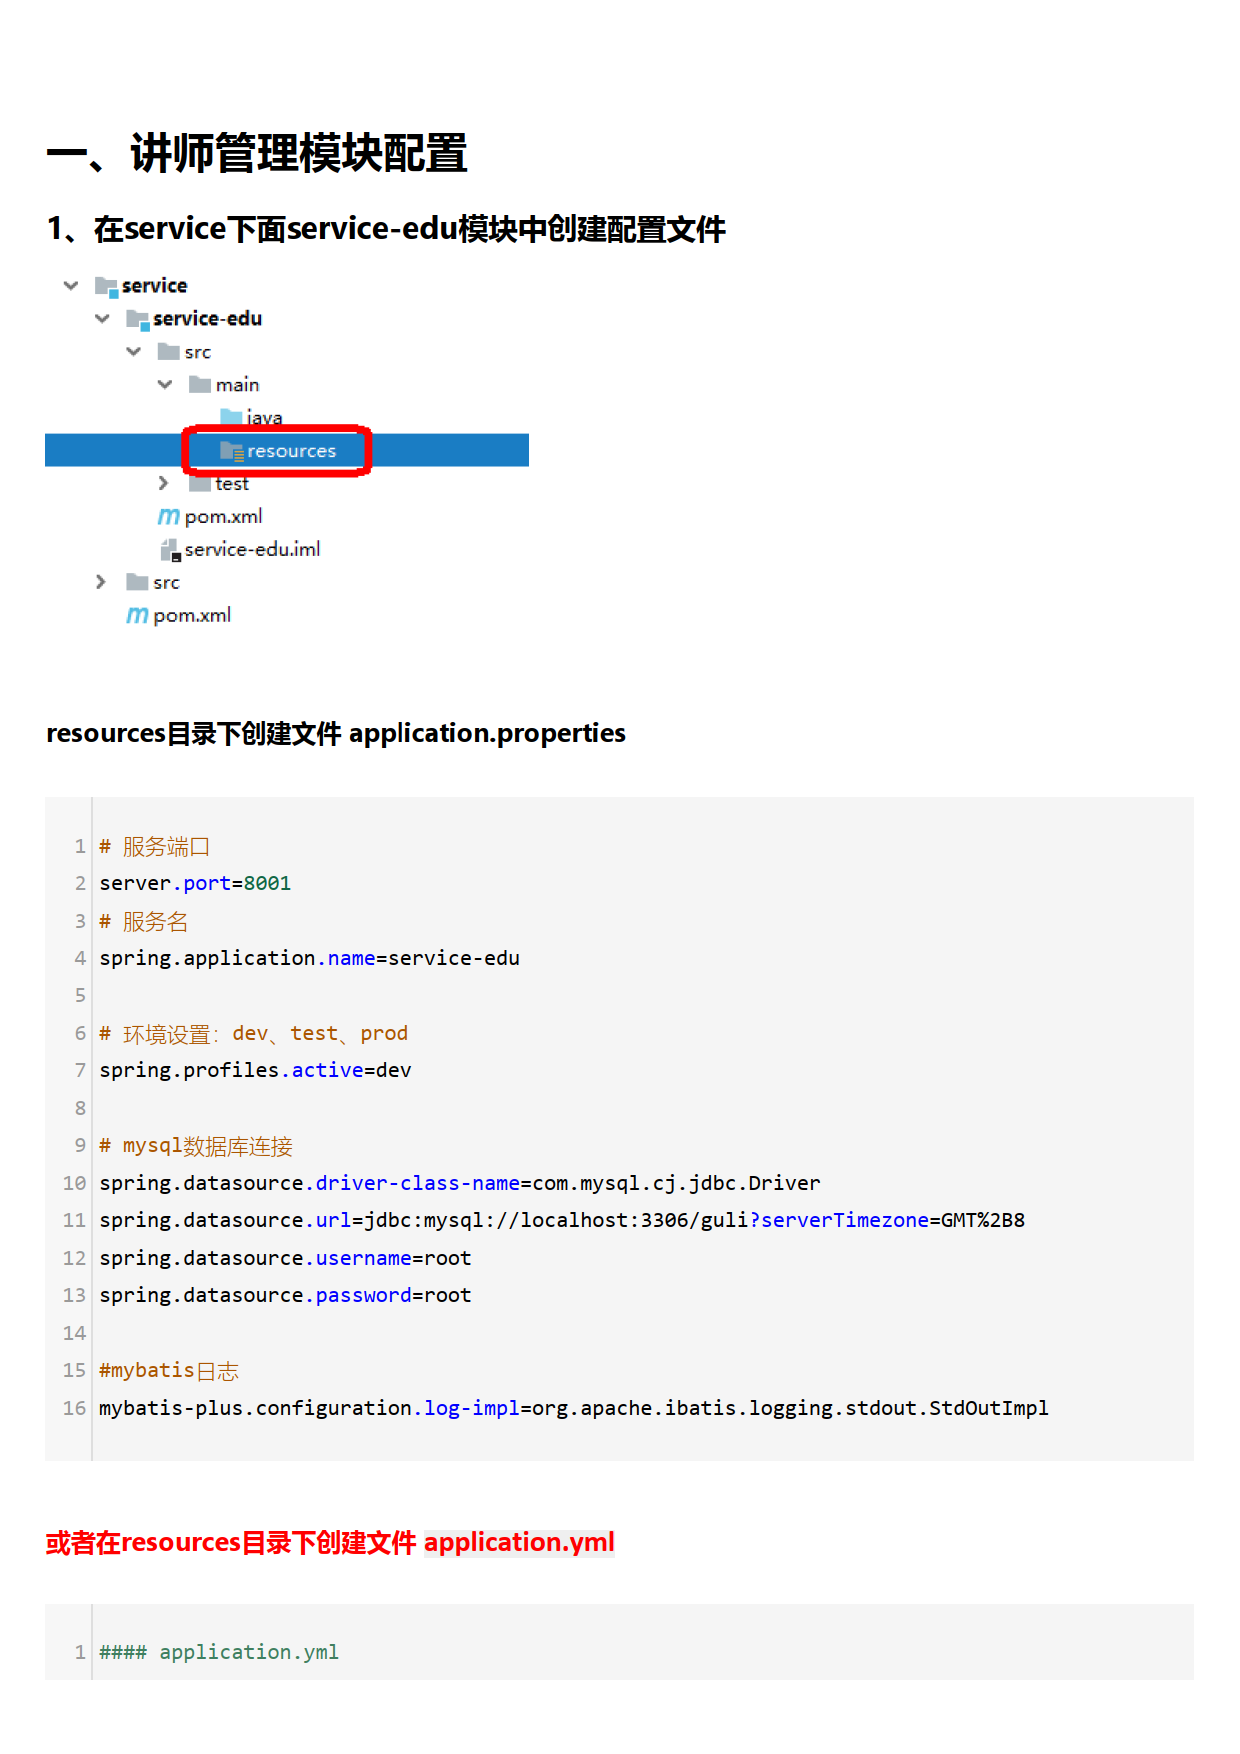 一、讲师管理模块配置
1、在service下面service-edu模块中创建配置文件
service
service-edu
src
main
java
resources
test
pom.xml
service-edu.iml
src
pom.xml
resources目录下创建文件 application.properties
1 # 服务端口
2 server.port=8001
3 # 服务名
4 spring.application.name=service-edu
5
6 # 环境设置：dev、test、prod
7 spring.profiles.active=dev
8
9 # mysql数据库连接
10 spring.datasource.driver-class-name=com.mysql.cj.jdbc.Driver
11 spring.datasource.url=jdbc:mysql://localhost:3306/guli?serverTimezone=GMT%2B8
12 spring.datasource.username=root
13 spring.datasource.password=root
14
15 #mybatis日志
16 mybatis-plus.configuration.log-impl=org.apache.ibatis.logging.stdout.StdOutImpl
或者在resources目录下创建文件 application.yml
1 #### application.yml